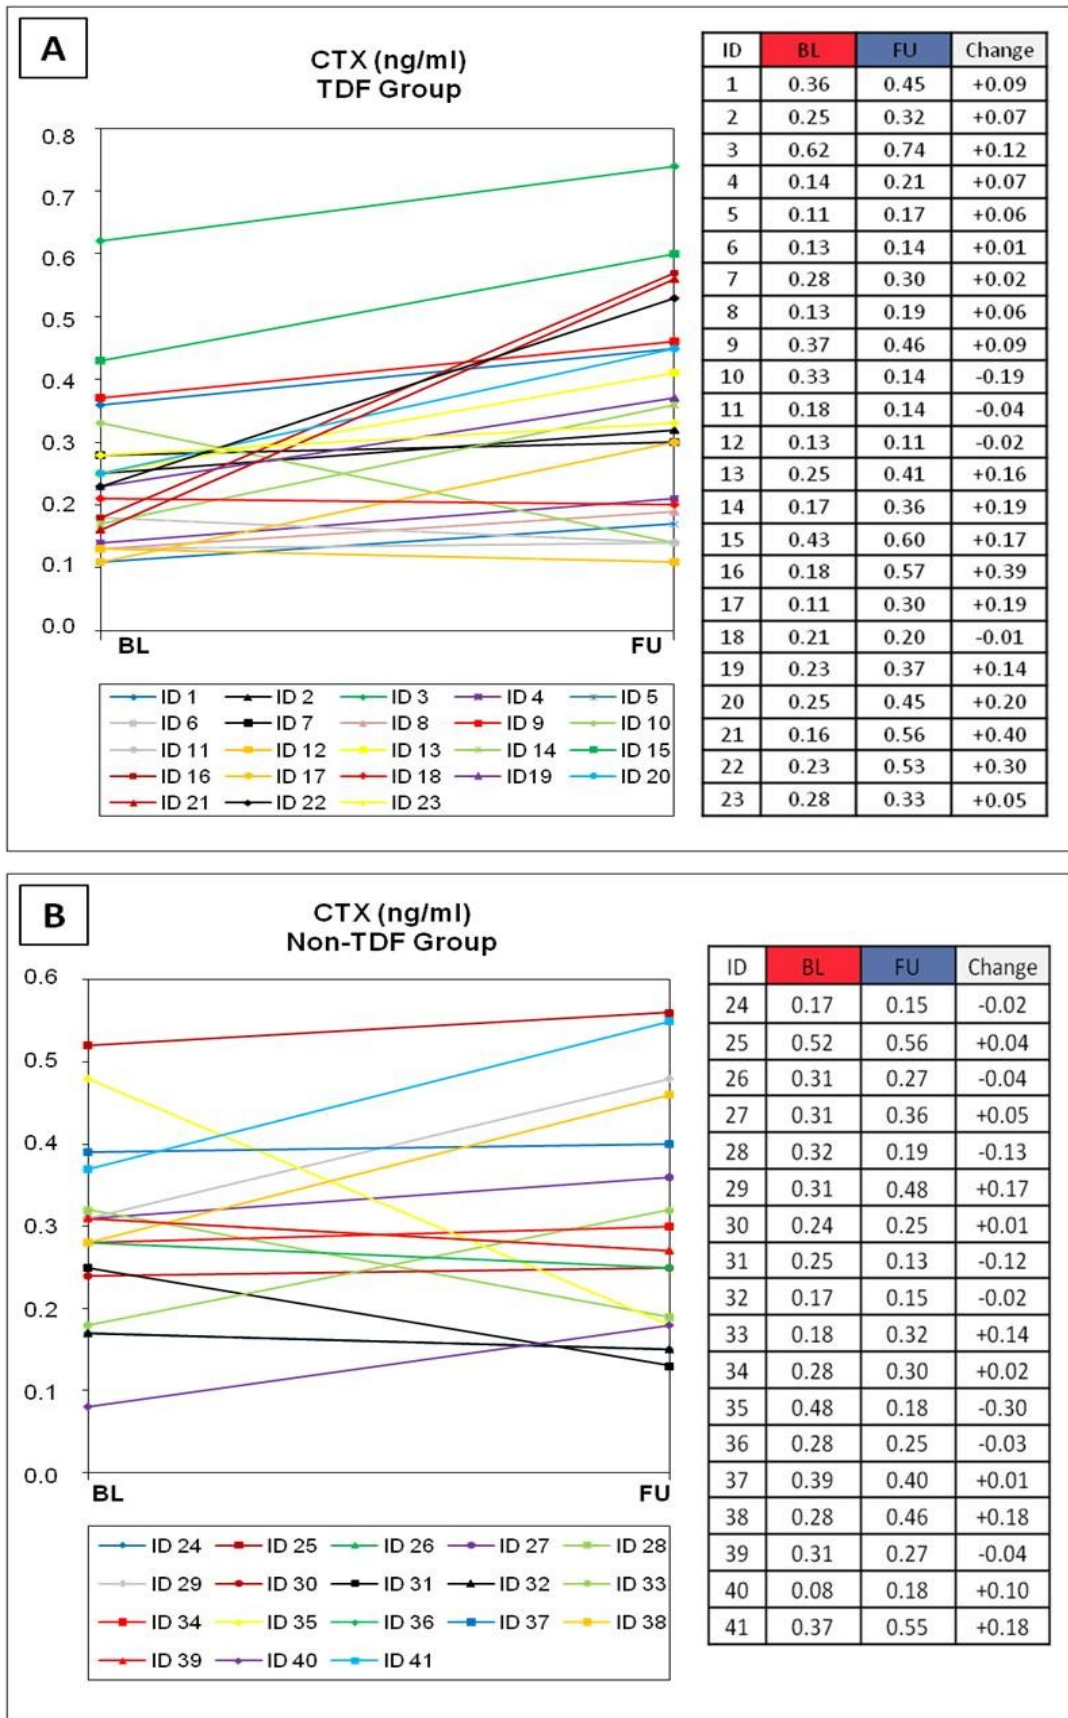 A
CTX (ng/ml)
TDF Group
0.8
0.7
0.6
0.5
0.4
0.3
0.2
0.1
0.0
BL FU
ID 1 ID 2 ID 3 ID 4 ID 5
ID 6 ID 7 ID 8 ID 9 ID 10
ID 11 ID 12 ID 13 ID 14 ID 15
ID 16 ID 17 ID 18 ID19 ID 20
ID 21 ID 22 ID 23
ID BL FU Change
1 0.36 0.45 +0.09
2 0.25 0.32 +0.07
3 0.62 0.74 +0.12
4 0.14 0.21 +0.07
5 0.11 0.17 +0.06
6 0.13 0.14 +0.01
7 0.28 0.30 +0.02
8 0.13 0.19 +0.06
9 0.37 0.46 +0.09
10 0.33 0.14 -0.19
11 0.18 0.14 -0.04
12 0.13 0.11 -0.02
13 0.25 0.41 +0.16
14 0.17 0.36 +0.19
15 0.43 0.60 +0.17
16 0.18 0.57 +0.39
17 0.11 0.30 +0.19
18 0.21 0.20 -0.01
19 0.23 0.37 +0.14
20 0.25 0.45 +0.20
21 0.16 0.56 +0.40
22 0.23 0.53 +0.30
23 0.28 0.33 +0.05
B
CTX (ng/ml)
Non-TDF Group
0.6
0.5
0.4
0.3
0.2
0.1
0.0
BL FU
ID 24 ID 25 ID 26 ID 27 ID 28
ID 29 ID 30 ID 31 ID 32 ID 33
ID 34 ID 35 ID 36 ID 37 ID 38
ID 39 ID 40 ID 41
ID BL FU Change
24 0.17 0.15 -0.02
25 0.52 0.56 +0.04
26 0.31 0.27 -0.04
27 0.31 0.36 +0.05
28 0.32 0.19 -0.13
29 0.31 0.48 +0.17
30 0.24 0.25 +0.01
31 0.25 0.13 -0.12
32 0.17 0.15 -0.02
33 0.18 0.32 +0.14
34 0.28 0.30 +0.02
35 0.48 0.18 -0.30
36 0.28 0.25 -0.03
37 0.39 0.40 +0.01
38 0.28 0.46 +0.18
39 0.31 0.27 -0.04
40 0.08 0.18 +0.10
41 0.37 0.55 +0.18